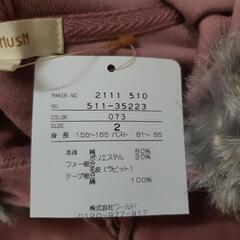 MUSM
MAKER NO. 2111 510
NO. 511-35223
COLOR 073
SIZE 2
身長 155〜165 バスト 81〜85
本体 綿 80%
ポリエステル 20%
ファー部分
毛皮(ラビット)
テープ部分
綿 100%
株式会社ワールド
0120-977-917